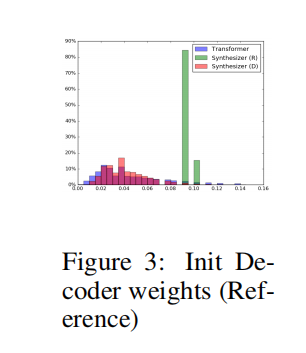 90%
80%
70%
60%
50%
40%
30%
20%
10%
0%
0.00 0.02 0.04 0.06 0.08 0.10 0.12 0.14 0.16
Transformer
Synthesizer (R)
Synthesizer (D)
Figure 3: Init De-
coder weights (Ref-
erence)